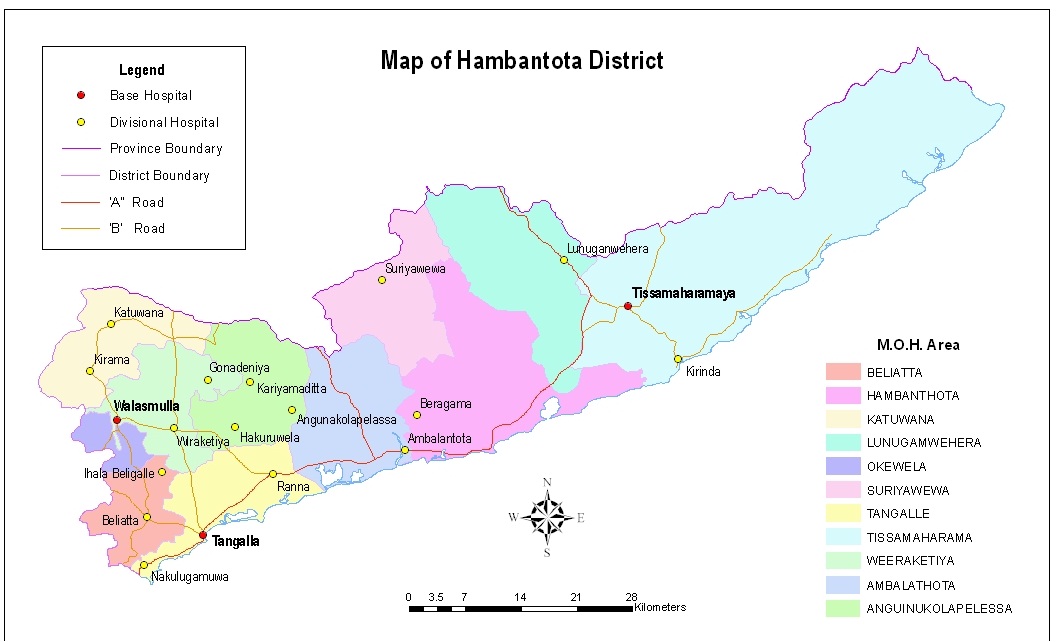 Map of Hambantota District
Legend
Base Hospital
Divisional Hospital
Province Boundary
District Boundary
'A" Road
'B' Road
Lunuganwehera
Suriyawewa
Tissamaharamaya
Katuwana
Kirinda
Kirama
Gonadeniya
Kariyamaditta
Walasmulla
Beragama
Angunakolapelessa
Wiraketiya
Hakuruwela
Ambalantota
Ihala Beligalle
Ranna
Beliatta
Tangalla
Nakulugamuwa
M.O.H. Area
BELIATTA
HAMBANTHOTA
KATUWANA
LUNUGAMWEHERA
OKEWELA
SURIYAWEWA
TANGALLE
TISSAMAHARAMA
WEERAKETIYA
AMBALATHOTA
ANGUINUKOLAPELESSA
N
W E
S
0 3.5 7 14 21 28
Kilometers